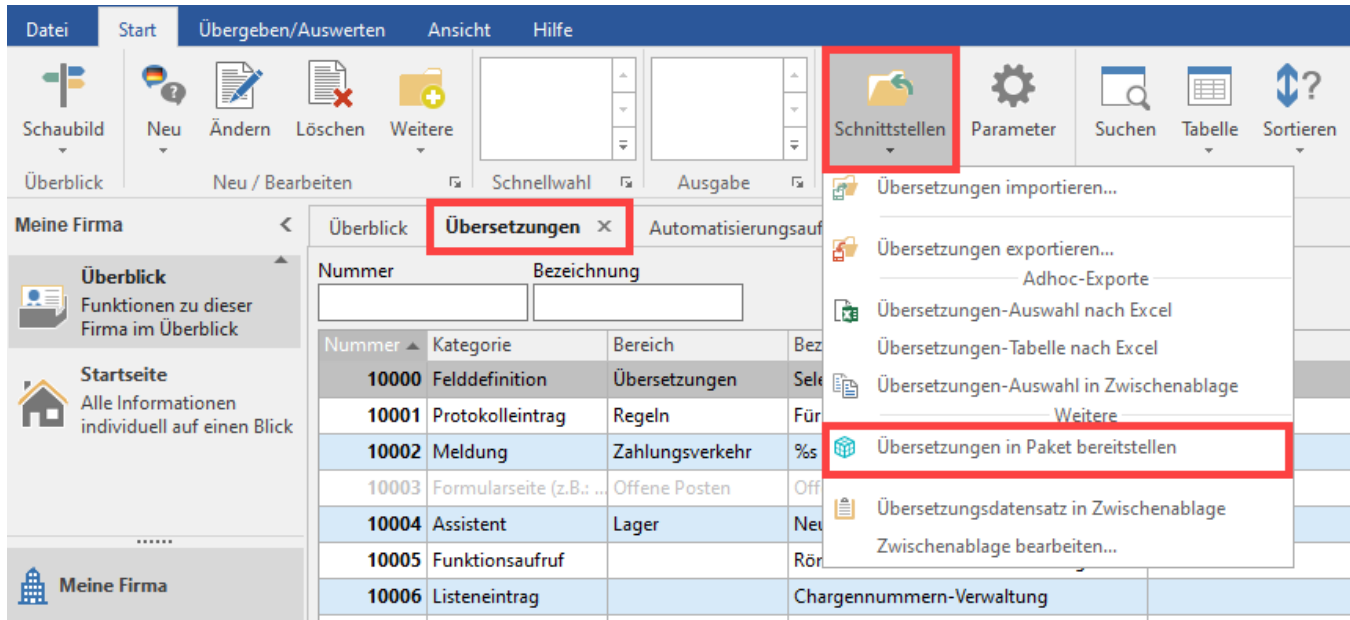 Datei Start Übergeben/Auswerten Ansicht Hilfe
Schaubild Neu Ändern Löschen Weitere Schnittstellen Parameter Suchen Tabelle Sortieren
Überblick Neu / Bearbeiten Schnellwahl Ausgabe
Übersetzungen importieren...
Übersetzungen exportieren...
Adhoc-Exporte
Übersetzungen-Auswahl nach Excel
Übersetzungen-Tabelle nach Excel
Übersetzungen-Auswahl in Zwischenablage
Weitere
Übersetzungen in Paket bereitstellen
Übersetzungsdatensatz in Zwischenablage
Zwischenablage bearbeiten...
Meine Firma
Überblick
Funktionen zu dieser
Firma im Überblick
Startseite
Alle Informationen
individuell auf einen Blick
Meine Firma
Überblick Übersetzungen Automatisierungsauf
Nummer Bezeichnung
Nummer Kategorie Bereich Bez
10000 Felddefinition Übersetzungen Sele
10001 Protokolleintrag Regeln Für
10002 Meldung Zahlungsverkehr %s
10003 Formularseite (z.B.: ... Offene Posten Off
10004 Assistent Lager Neu
10005 Funktionsaufruf Rör
10006 Listeneintrag Chargennummern-Verwaltung